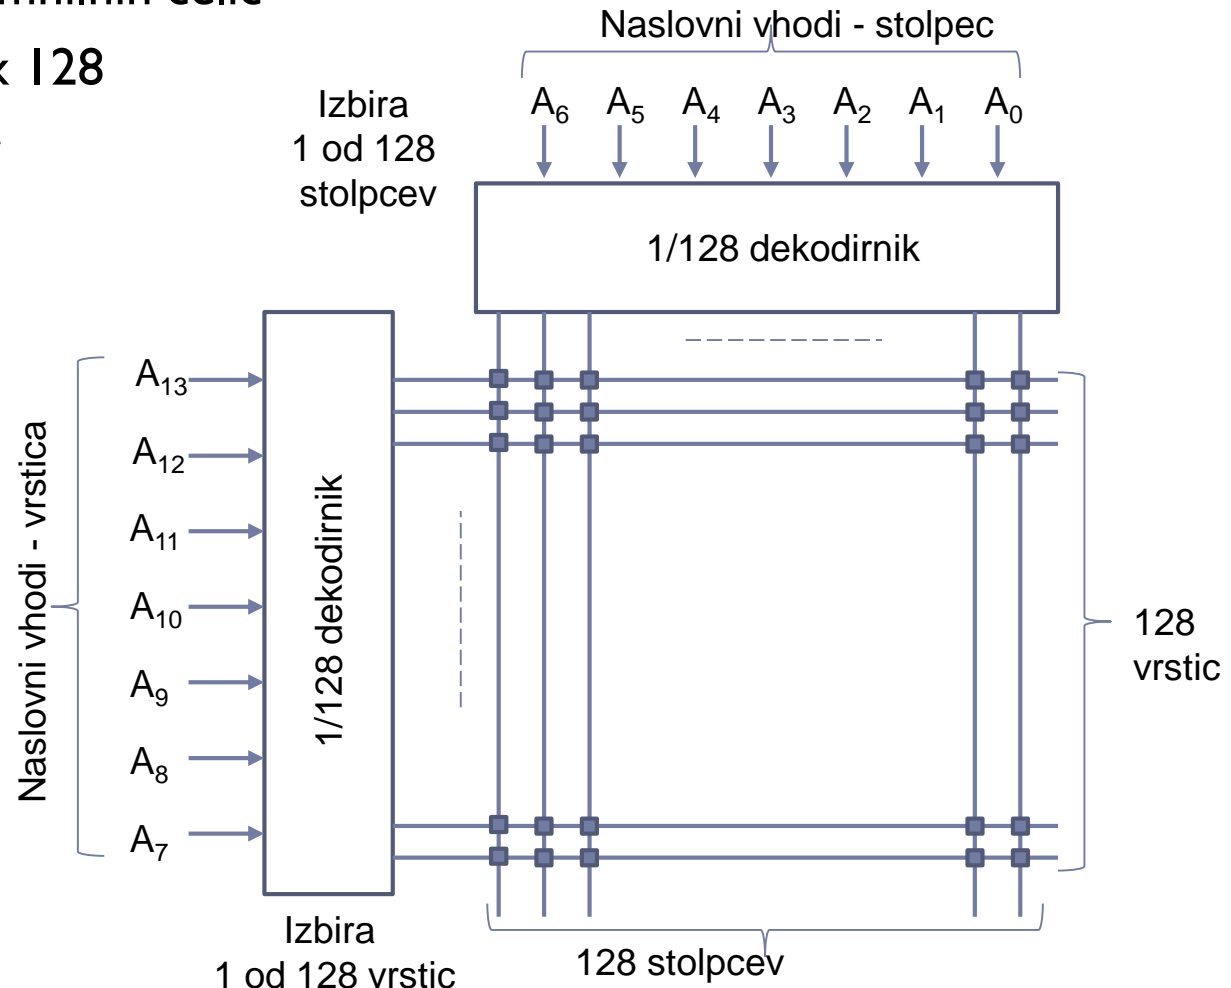 celic
128
Naslovni vhodi - stolpec
Izbira
1 od 128
stolpcev
A₆ A₅ A₄ A₃ A₂ A₁ A₀
1/128 dekodirnik
Naslovni vhodi - vrstica
A₁₃
A₁₂
A₁₁
A₁₀
A₉
A₈
A₇
1/128 dekodirnik
128
vrstic
Izbira
1 od 128 vrstic
128 stolpcev